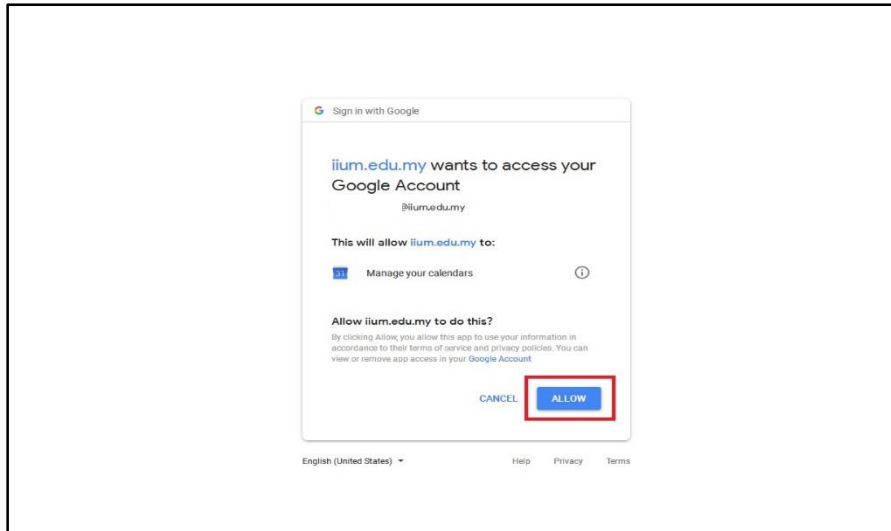 Sign in with Google
iium.edu.my wants to access your
Google Account
@iium.edu.my
This will allow iium.edu.my to:
31 Manage your calendars
Allow iium.edu.my to do this?
By clicking Allow, you allow this app to use your information in
accordance to their terms of service and privacy policies. You can
view or remove app access in your Google Account
CANCEL ALLOW
English (United States) Help Privacy Terms